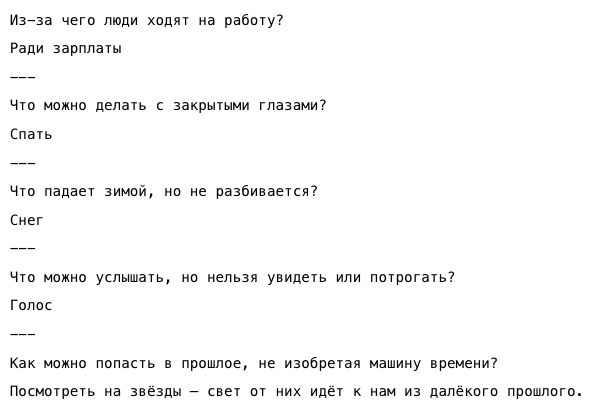 Из-за чего люди ходят на работу?
Ради зарплаты
---
Что можно делать с закрытыми глазами?
Спать
---
Что падает зимой, но не разбивается?
Снег
---
Что можно услышать, но нельзя увидеть или потрогать?
Голос
---
Как можно попасть в прошлое, не изобретая машину времени?
Посмотреть на звёзды — свет от них идёт к нам из далёкого прошлого.